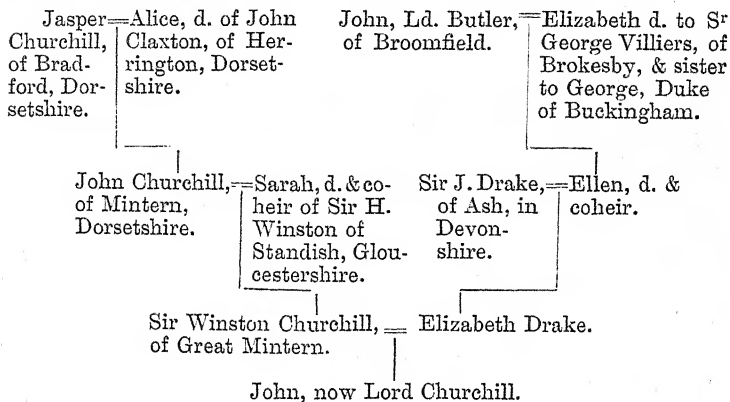 Jasper=Alice, d. of John
Churchill, Claxton, of Her-
of Brad- rington, Dorset-
ford, Dor- shire.
setshire.
John, Ld. Butler,=Elizabeth d. to Sr
of Broomfield. George Villiers, of
Brokesby, & sister
to George, Duke
of Buckingham.
John Churchill,=Sarah, d. & co-
of Mintern, heir of Sir H.
Dorsetshire. Winston of
Standish, Glou-
cestershire.
Sir J. Drake,=Ellen, d. &
of Ash, in coheir.
Devon-
shire.
Sir Winston Churchill, = Elizabeth Drake.
of Great Mintern.
John, now Lord Churchill.